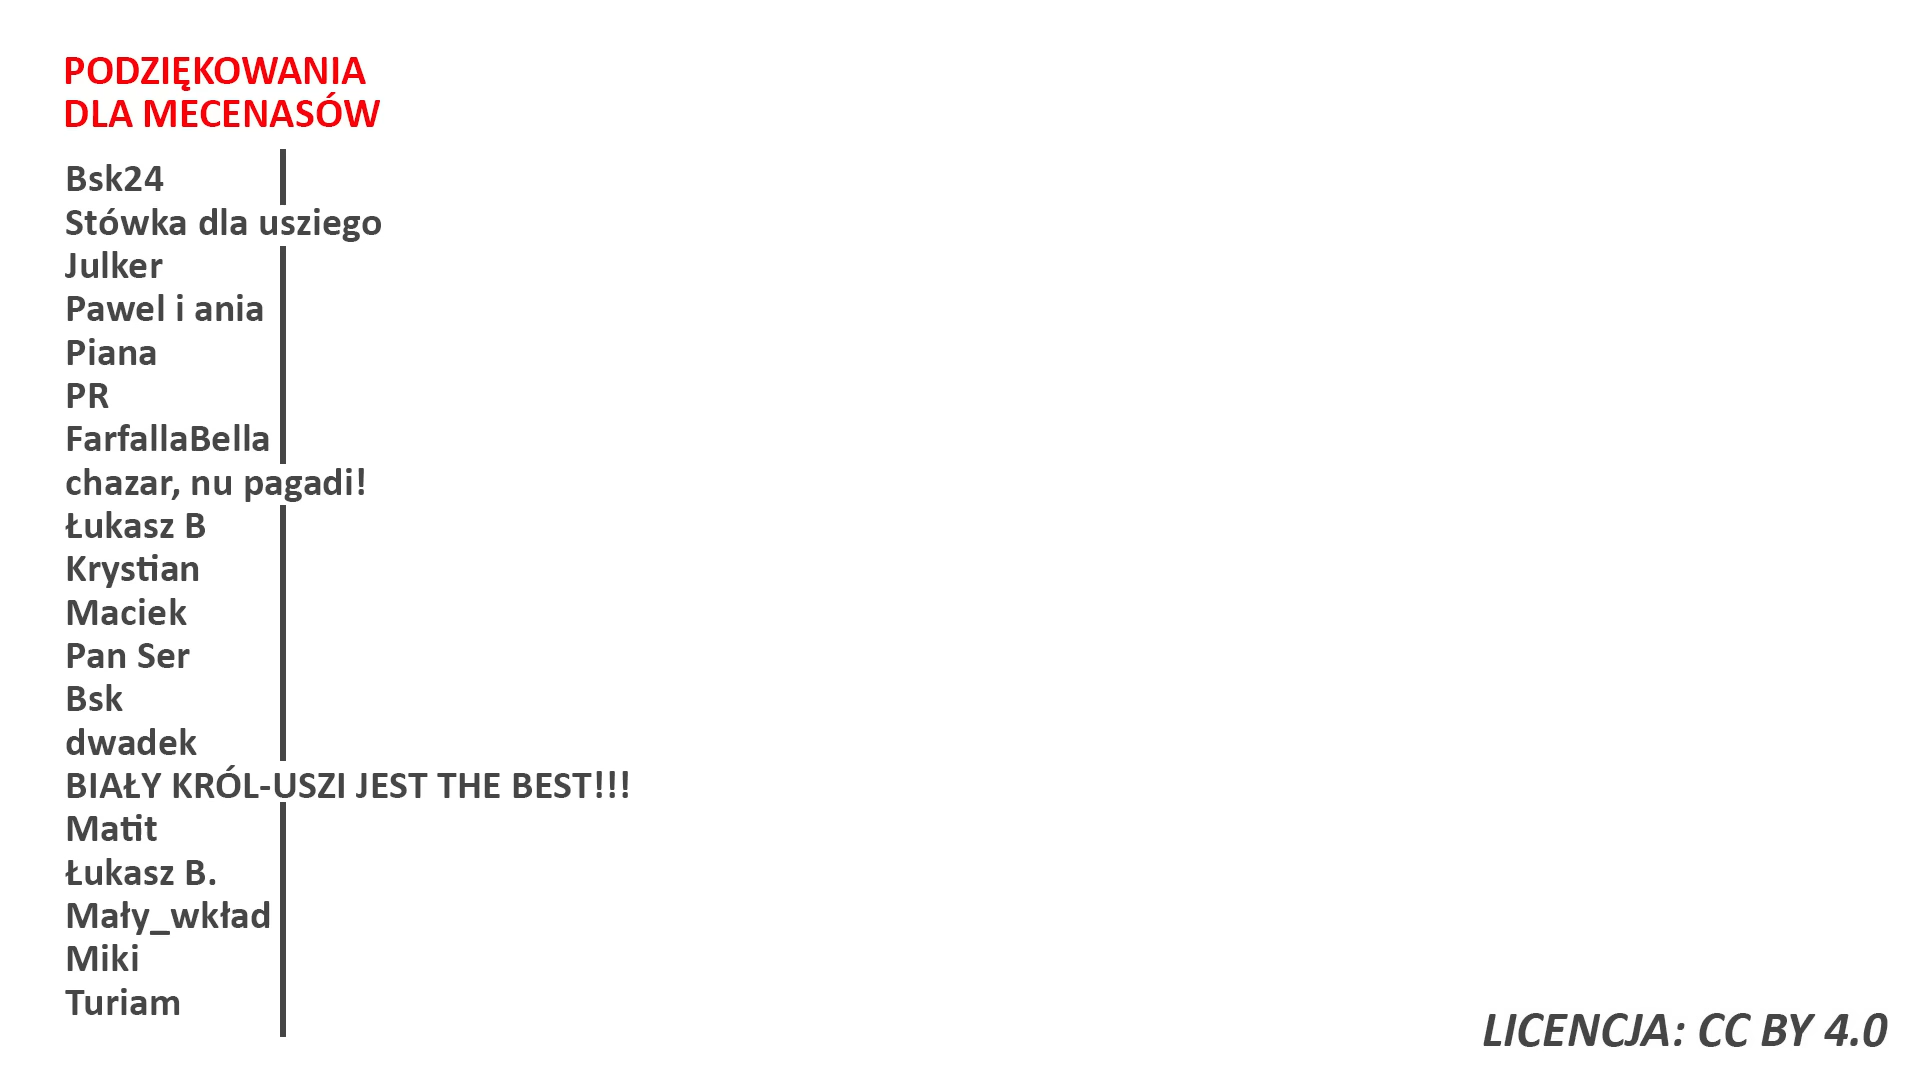 PODZIĘKOWANIA
DLA MECENASÓW
Bsk24
Stówka dla usziego
Julker
Pawel i ania
Piana
PR
FarfallaBella
chazar, nu pagadi!
Łukasz B
Krystian
Maciek
Pan Ser
Bsk
dwadek
BIAŁY KRÓL-USZI JEST THE BEST!!!
Matit
Łukasz B.
Mały_wkład
Miki
Turiam
LICENCJA: CC BY 4.0